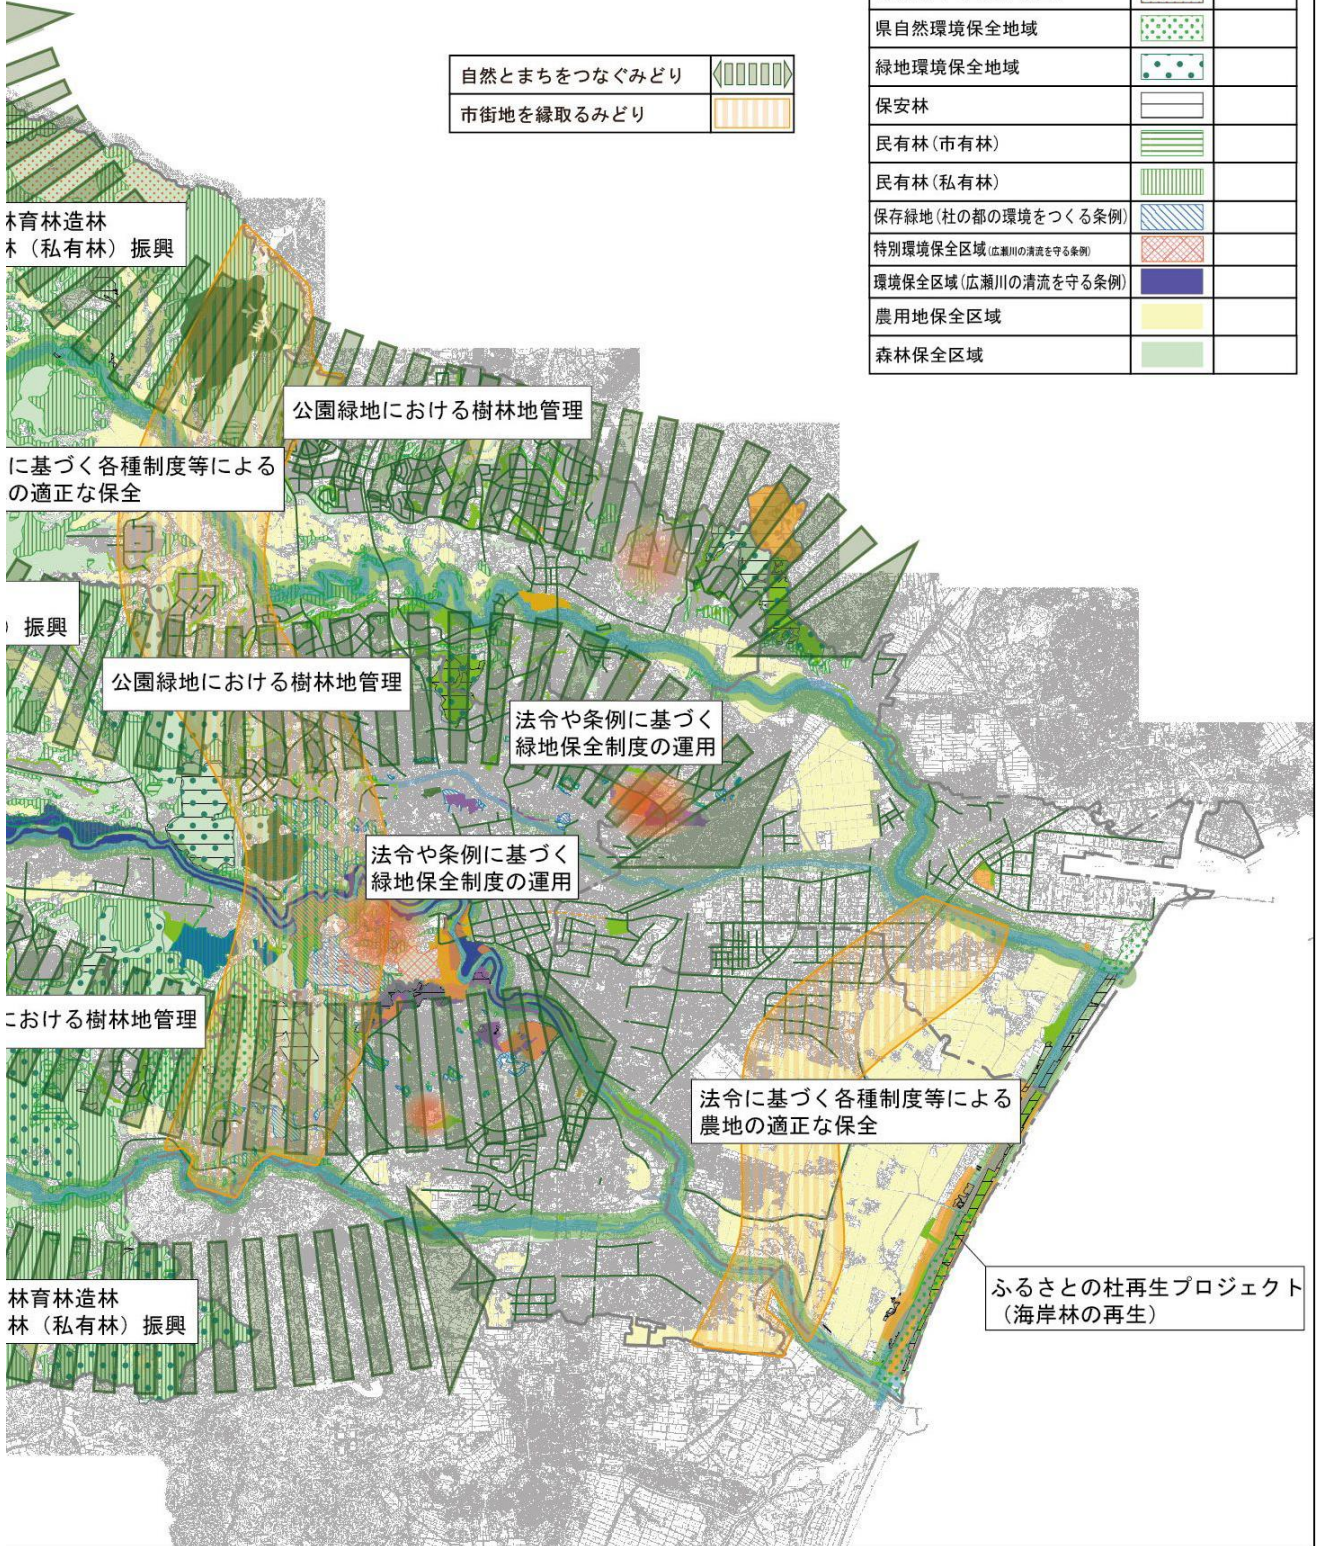 自然とまちをつなぐみどり
市街地を縁取るみどり
県自然環境保全地域
緑地環境保全地域
保安林
民有林(市有林)
民有林(私有林)
保存緑地(杜の都の環境をつくる条例)
特別環境保全区域(広瀬川の清流を守る条例)
環境保全区域(広瀬川の清流を守る条例)
農用地保全区域
森林保全区域
林育林造林
林（私有林）振興
公園緑地における樹林地管理
に基づく各種制度等による
の適正な保全
）振興
公園緑地における樹林地管理
法令や条例に基づく
緑地保全制度の運用
法令や条例に基づく
緑地保全制度の運用
における樹林地管理
法令に基づく各種制度等による
農地の適正な保全
ふるさとの杜再生プロジェクト
（海岸林の再生）
林育林造林
林（私有林）振興